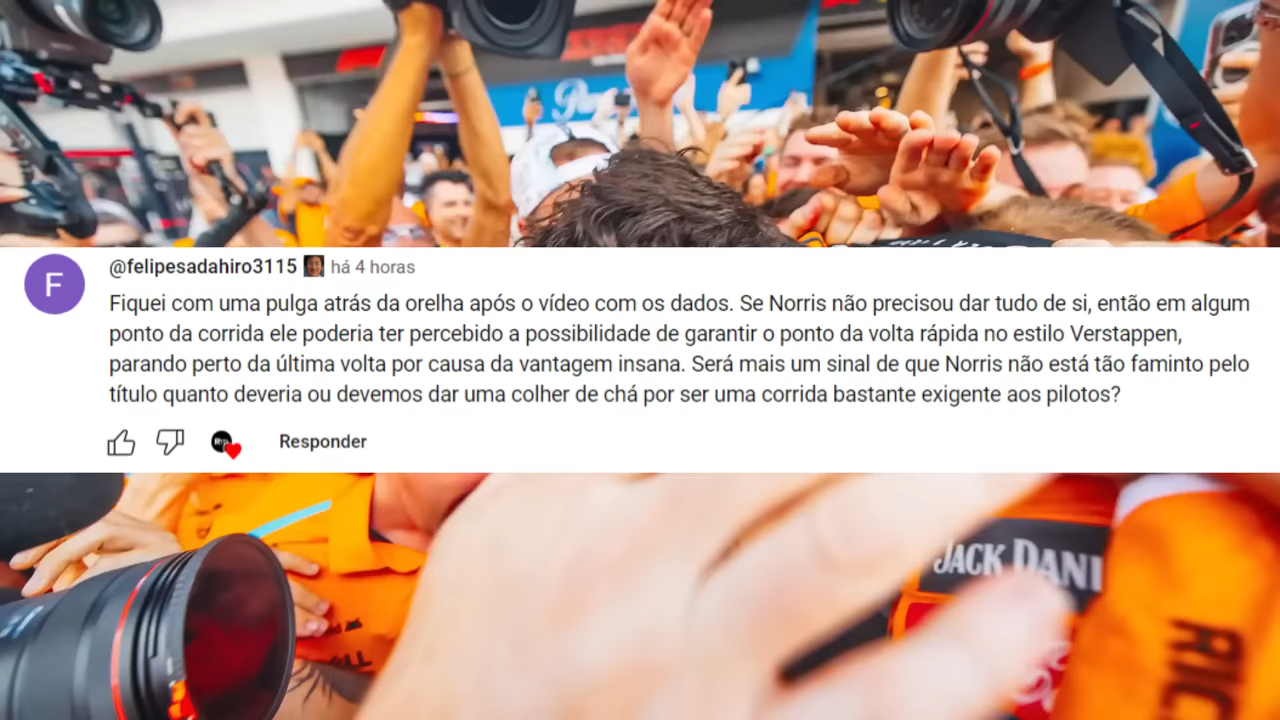 @felipesadahiro3115 há 4 horas
Fiquei com uma pulga atrás da orelha após o vídeo com os dados. Se Norris não precisou dar tudo de si, então em algum
ponto da corrida ele poderia ter percebido a possibilidade de garantir o ponto da volta rápida no estilo Verstappen,
parando perto da última volta por causa da vantagem insana. Será mais um sinal de que Norris não está tão faminto pelo
título quanto deveria ou devemos dar uma colher de chá por ser uma corrida bastante exigente aos pilotos?
Responder
F
JACK DANI